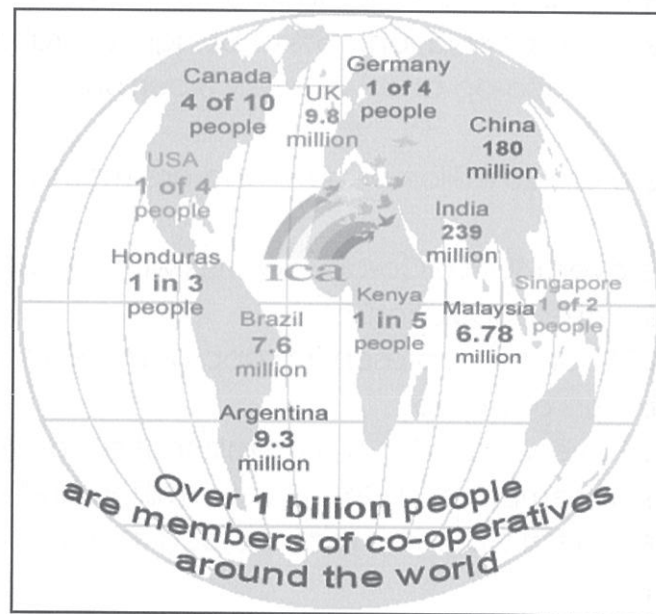 Canada
4 of 10
people
UK
9.8
million
Germany
1 of 4
people
China
180
million
USA
1 of 4
people
India
239
million
ica
Honduras
1 in 3
people
Kenya
1 in 5
people
Malaysia
6.78
million
Singapore
1 of 2
people
Brazil
7.6
million
Argentina
9.3
million
Over 1 bilion people
are members of co-operatives
around the world